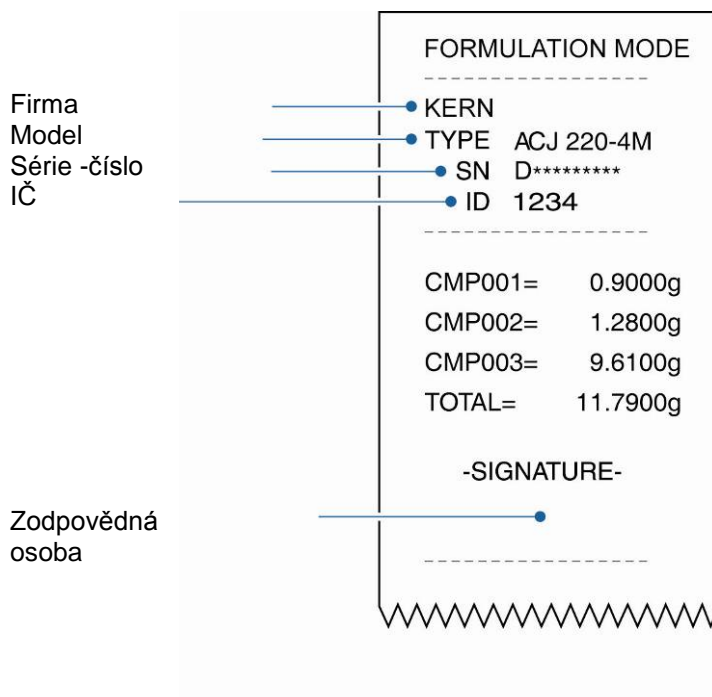 FORMULATION MODE
Firma
KERN
Model
TYPE ACJ 220-4M
Série -číslo
SN D*********
IČ
ID 1234
CMP001= 0.9000g
CMP002= 1.2800g
CMP003= 9.6100g
TOTAL= 11.7900g
-SIGNATURE-
Zodpovědná
osoba